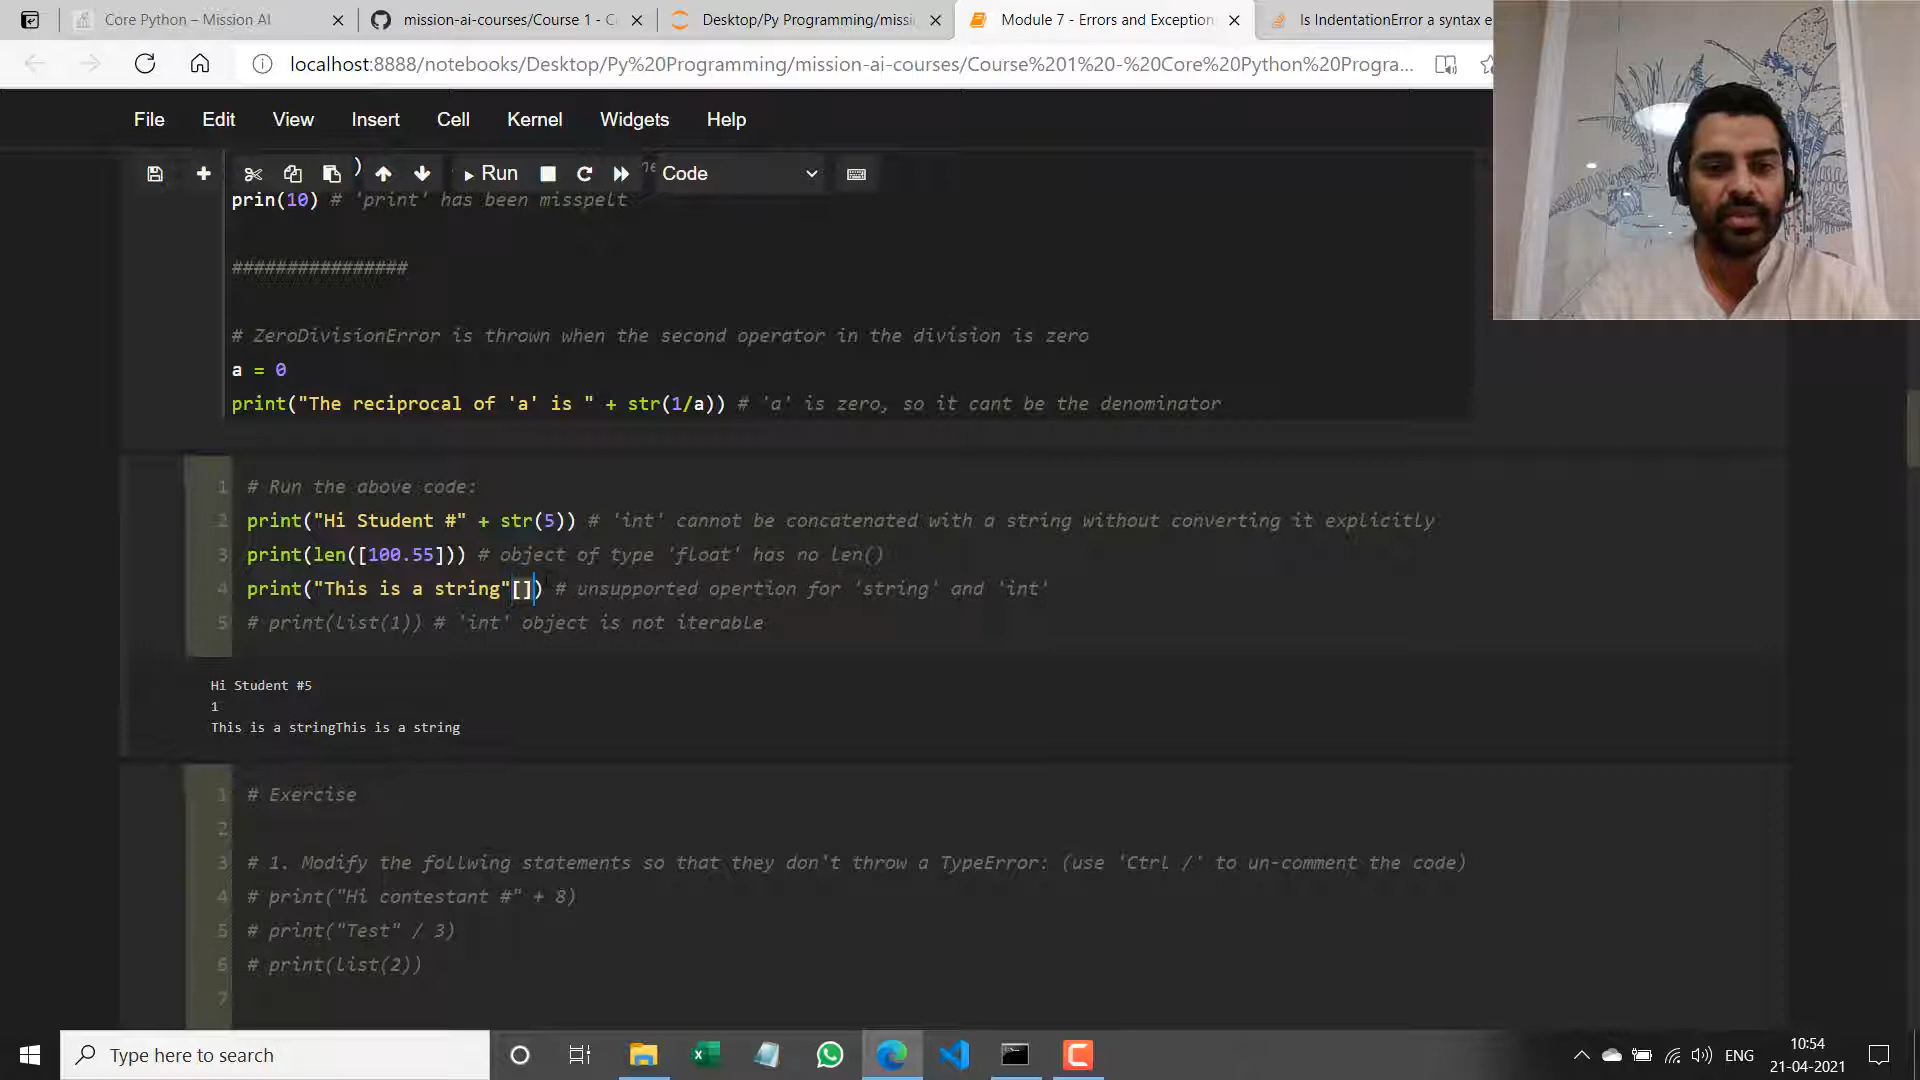 Core Python – Mission AI
mission-ai-courses/Course 1 - C
Desktop/Py Programming/missi
Module 7 - Errors and Exception
Is IndentationError a syntax e
localhost:8888/notebooks/Desktop/Py%20Programming/mission-ai-courses/Course%201%20-%20Core%20Python%20Progra...
File Edit View Insert Cell Kernel Widgets Help
Run Code
prin(10) # 'print' has been misspelt
################
# ZeroDivisionError is thrown when the second operator in the division is zero
a = 0
print("The reciprocal of 'a' is " + str(1/a)) # 'a' is zero, so it cant be the denominator
1 # Run the above code:
2 print("Hi Student #" + str(5)) # 'int' cannot be concatenated with a string without converting it explicitly
3 print(len([100.55])) # object of type 'float' has no len()
4 print("This is a string"[]) # unsupported opertion for 'string' and 'int'
5 # print(list(1)) # 'int' object is not iterable
Hi Student #5
1
This is a stringThis is a string
1 # Exercise
2
3 # 1. Modify the follwing statements so that they don't throw a TypeError: (use 'Ctrl /' to un-comment the code)
4 # print("Hi contestant #" + 8)
5 # print("Test" / 3)
6 # print(list(2))
7
Type here to search
ENG
10:54
21-04-2021